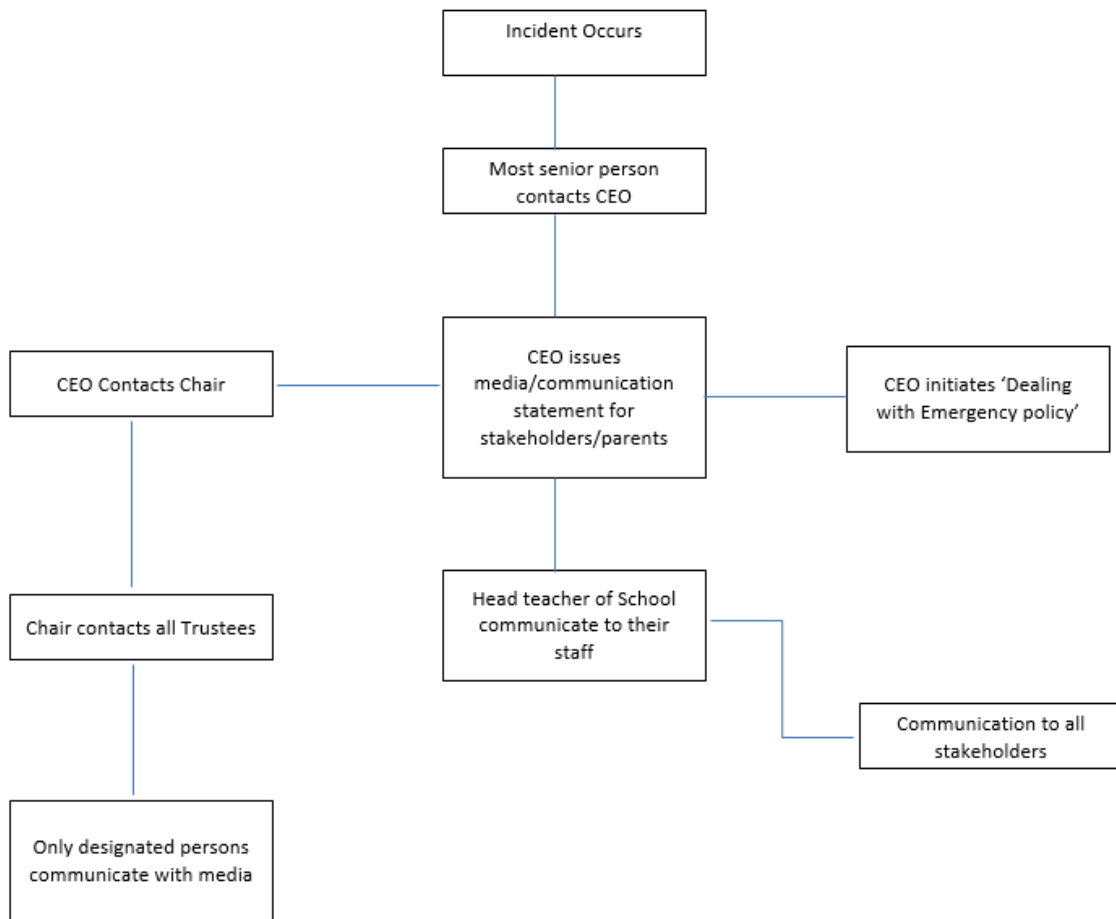 Incident Occurs
Most senior person
contacts CEO
CEO issues
media/communication
statement for
stakeholders/parents
CEO Contacts Chair
CEO initiates ‘Dealing
with Emergency policy’
Head teacher of School
communicate to their
staff
Chair contacts all Trustees
Communication to all
stakeholders
Only designated persons
communicate with media